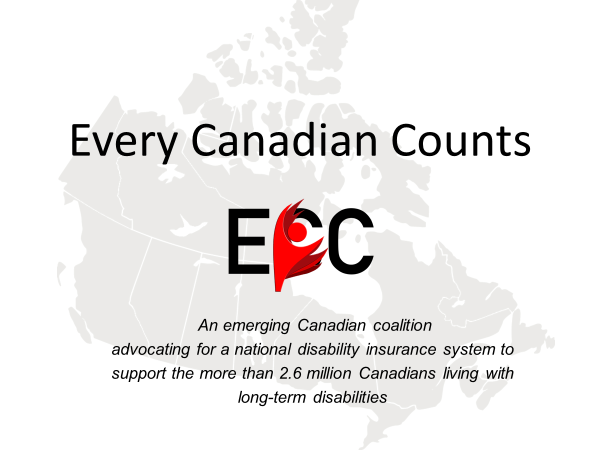 Every Canadian Counts
ECC
An emerging Canadian coalition
advocating for a national disability insurance system to
support the more than 2.6 million Canadians living with
long-term disabilities